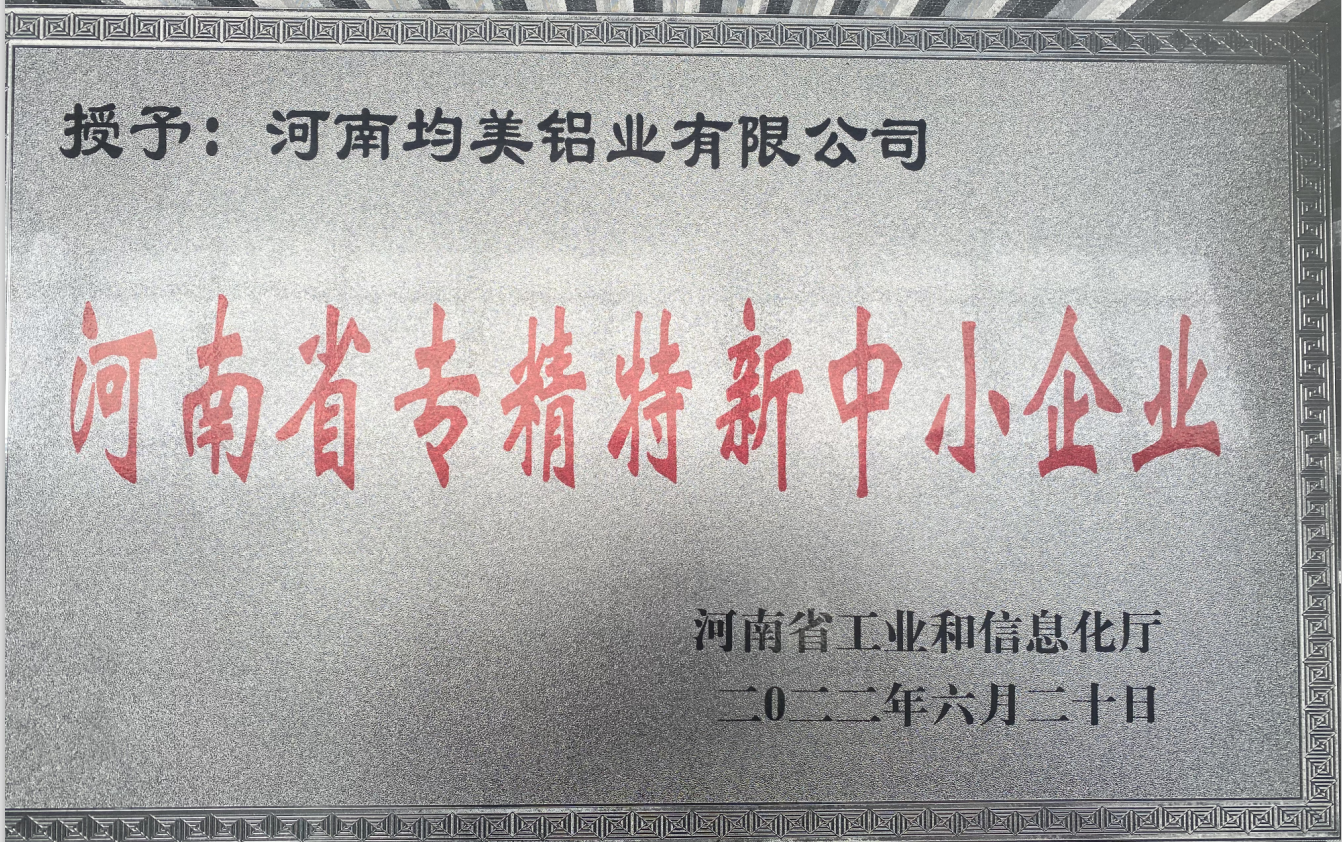 授予：河南均美铝业有限公司
河南省专精特新中小企业
河南省工业和信息化厅
二0二二年六月二十日